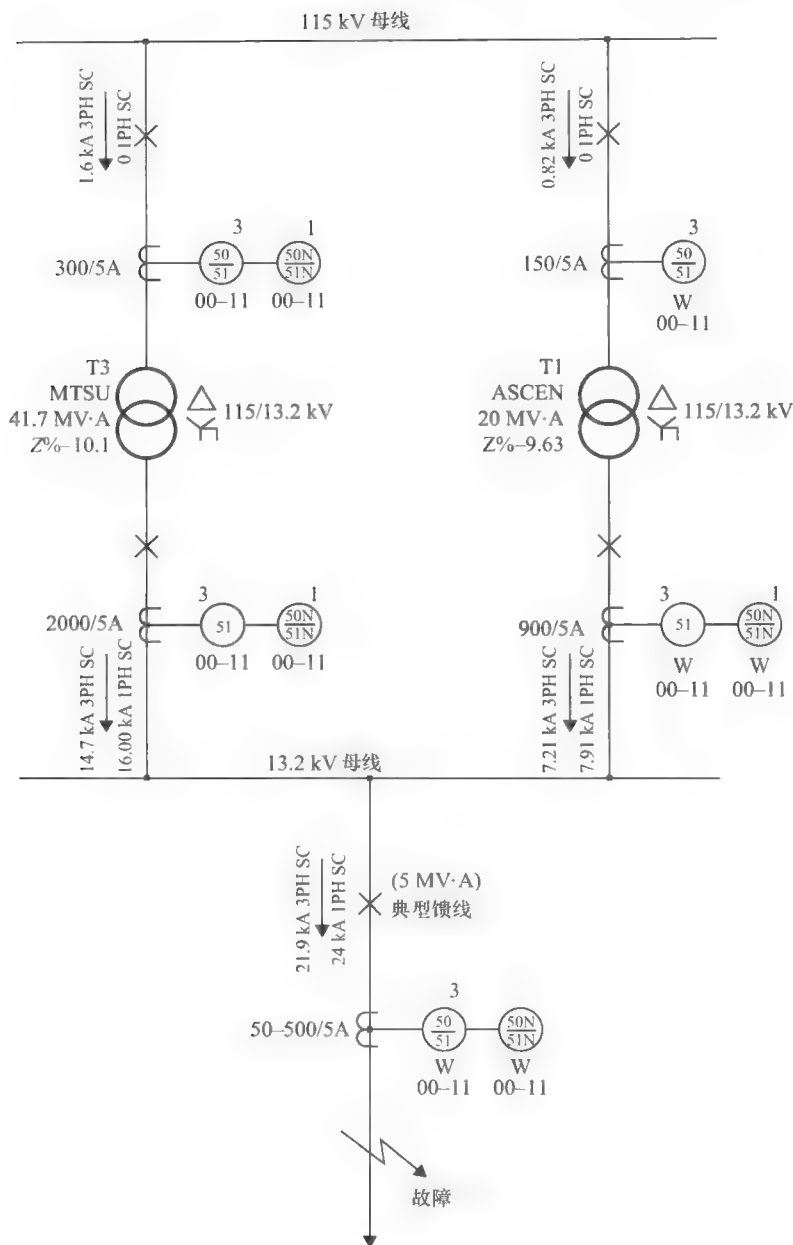 115 kV 母线
1.6 kA 3PH SC
0 1PH SC
0.82 kA 3PH SC
0 1PH SC
3
1
300/5A
50
51
50N
51N
00–11
00–11
3
150/5A
50
51
W
00–11
T3
MTSU
41.7 MV·A
Z%–10.1
115/13.2 kV
T1
ASCEN
20 MV·A
Z%–9.63
115/13.2 kV
3
1
2000/5A
51
50N
51N
00–11
00–11
14.7 kA 3PH SC
16.00 kA 1PH SC
3
1
900/5A
51
50N
51N
W
W
00–11
00–11
7.21 kA 3PH SC
7.91 kA 1PH SC
13.2 kV 母线
21.9 kA 3PH SC
24 kA 1PH SC
(5 MV·A)
典型馈线
3
50–500/5A
50
51
50N
51N
W
W
00–11
00–11
故障